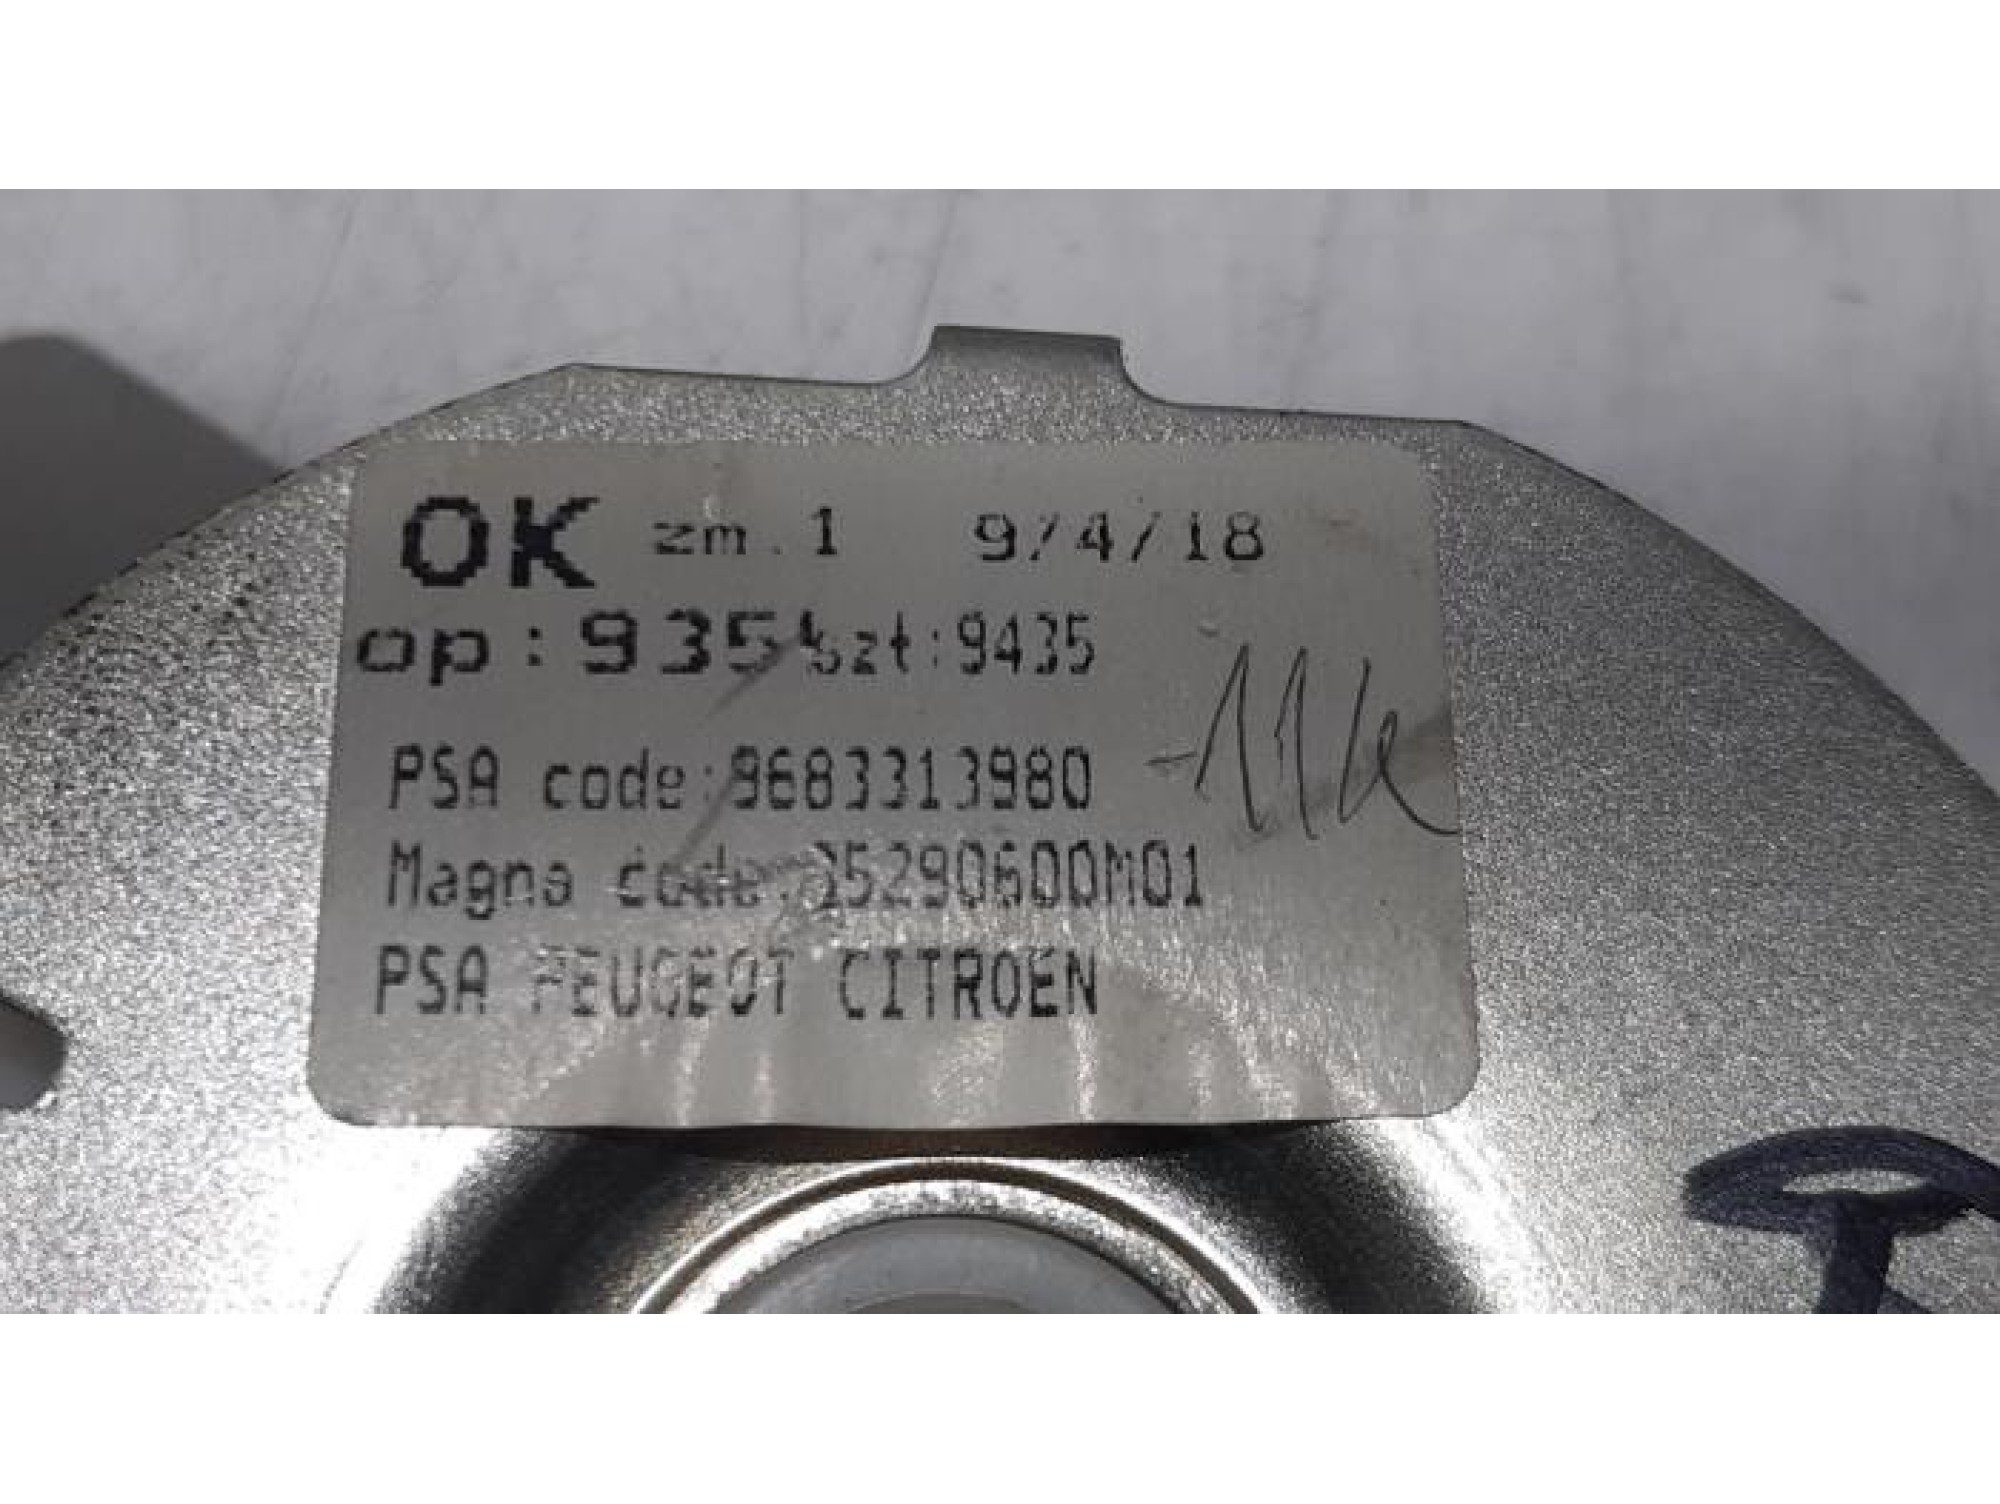 OK zm.1 9/4/18
op:935 szt:9435
PSA code:9683313980
Magna code:
PSA PEUGEOT CITROEN